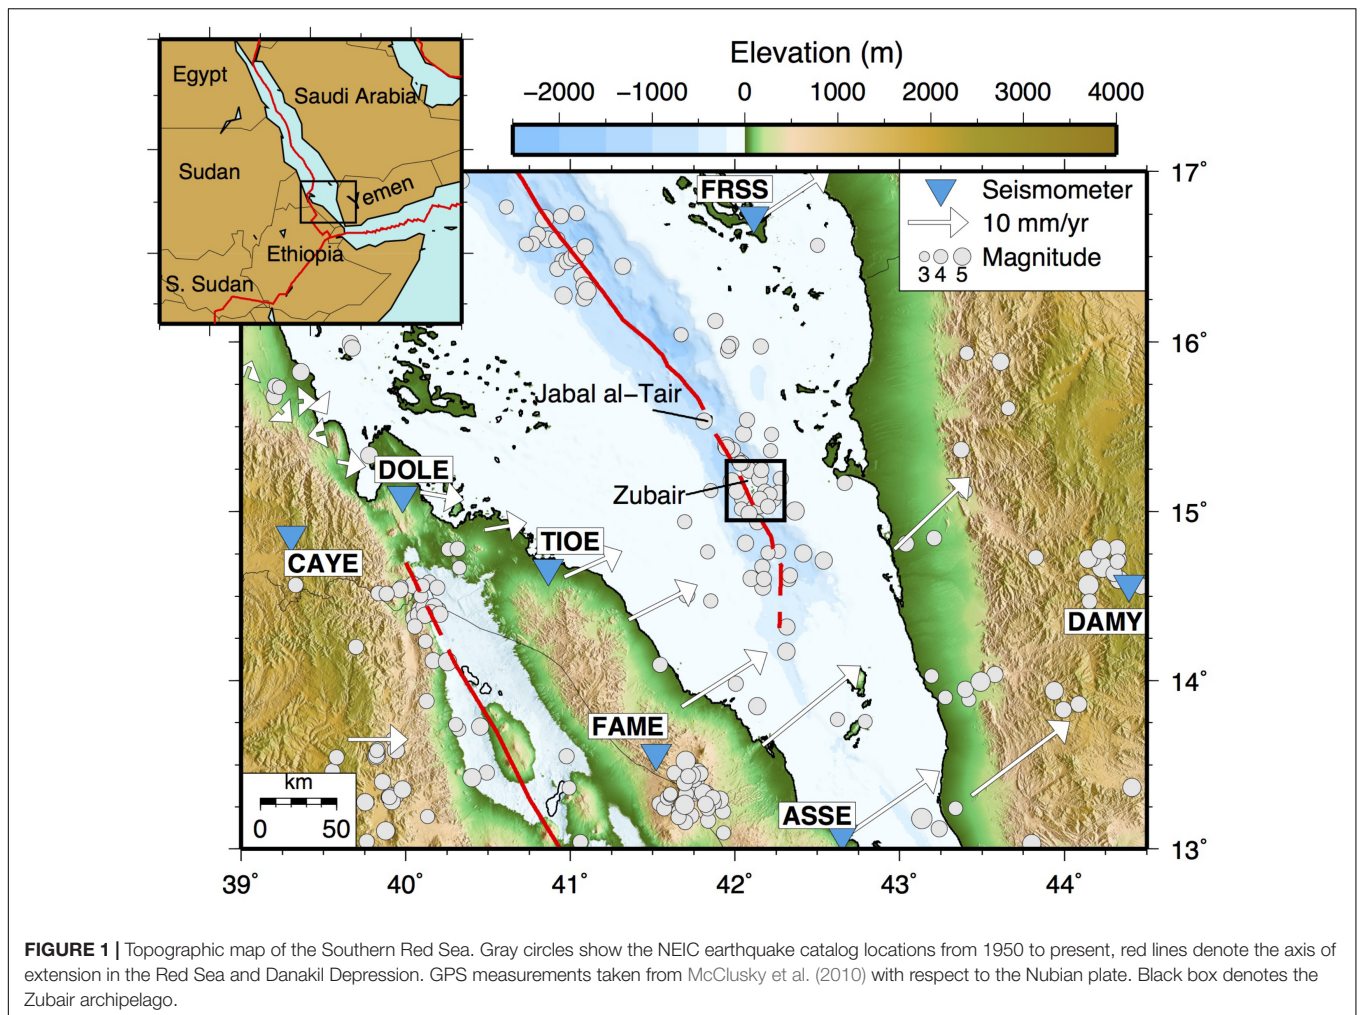 Elevation (m)
−2000 −1000 0 1000 2000 3000 4000
Egypt
Saudi Arabia
Sudan
Yemen
Ethiopia
S. Sudan
FRSS
Seismometer
10 mm/yr
Magnitude
3 4 5
17°
16°
15°
14°
13°
Jabal al−Tair
Zubair
DOLE
CAYE
TIOE
DAMY
FAME
ASSE
km
0 50
39° 40° 41° 42° 43° 44°
FIGURE 1 | Topographic map of the Southern Red Sea. Gray circles show the NEIC earthquake catalog locations from 1950 to present, red lines denote the axis of
extension in the Red Sea and Danakil Depression. GPS measurements taken from McClusky et al. (2010) with respect to the Nubian plate. Black box denotes the
Zubair archipelago.